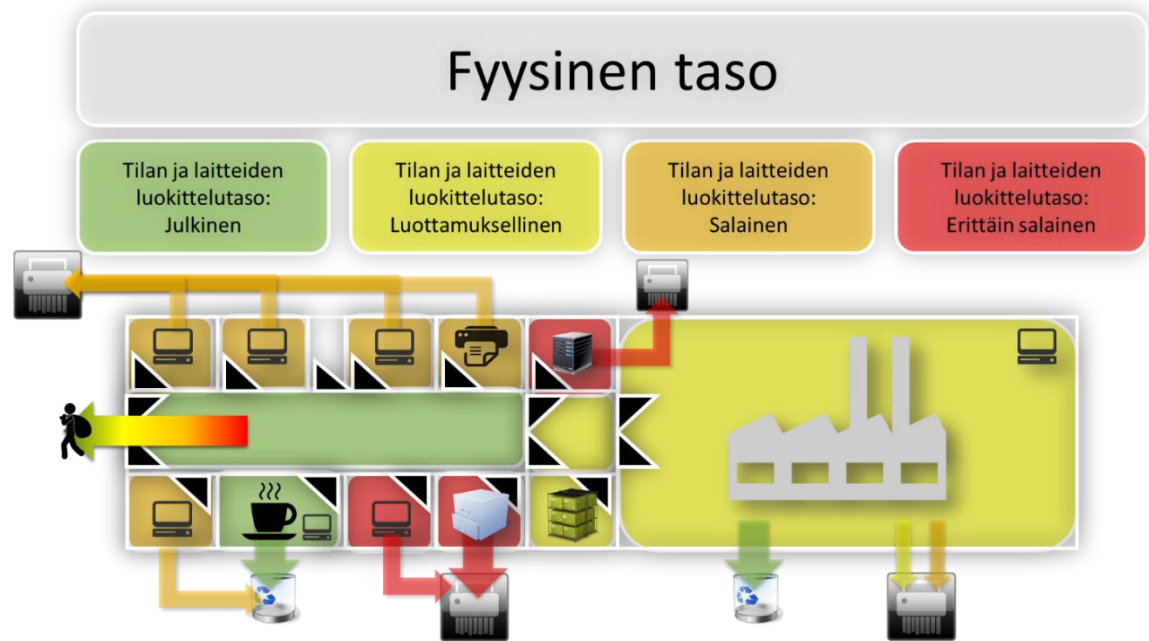 Fyysinen taso
Tilan ja laitteiden
luokittelutaso:
Julkinen
Tilan ja laitteiden
luokittelutaso:
Luottamuksellinen
Tilan ja laitteiden
luokittelutaso:
Salainen
Tilan ja laitteiden
luokittelutaso:
Erittäin salainen